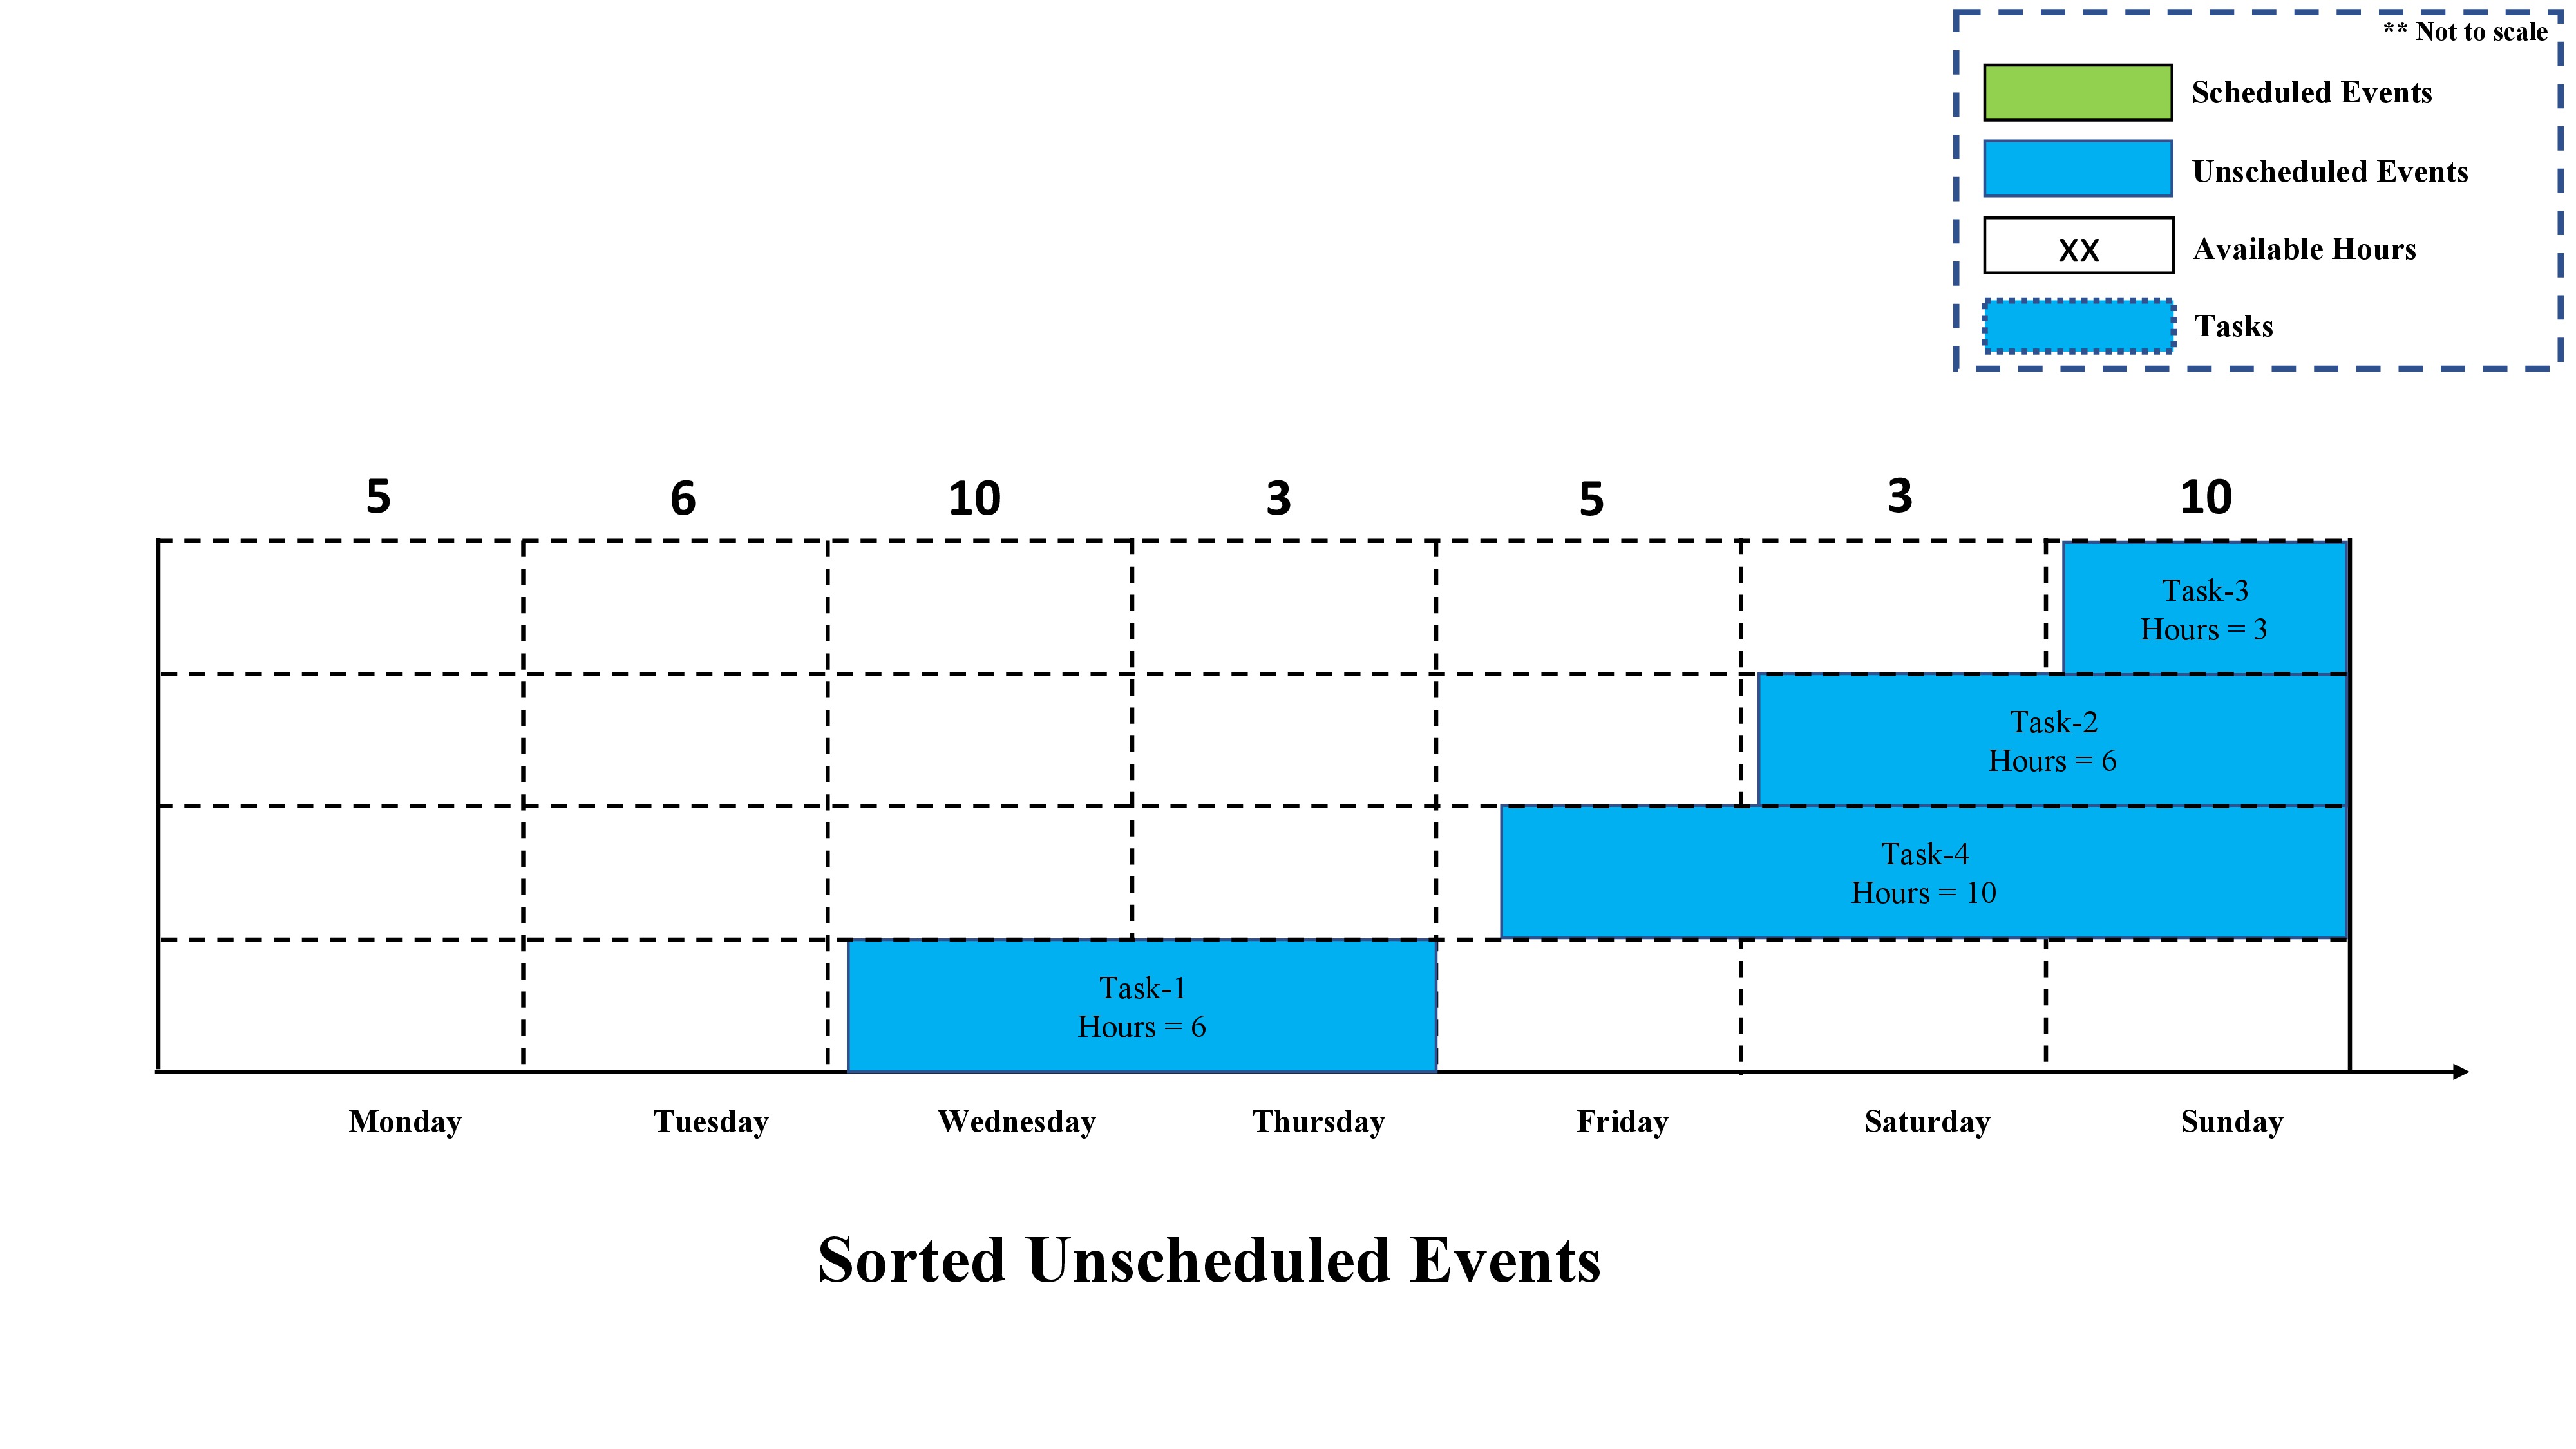 ** Not to scale
Scheduled Events
Unscheduled Events
XX Available Hours
Tasks
5 6 10 3 5 3 10
Task-3
Hours = 3
Task-2
Hours = 6
Task-4
Hours = 10
Task-1
Hours = 6
Monday Tuesday Wednesday Thursday Friday Saturday Sunday
Sorted Unscheduled Events